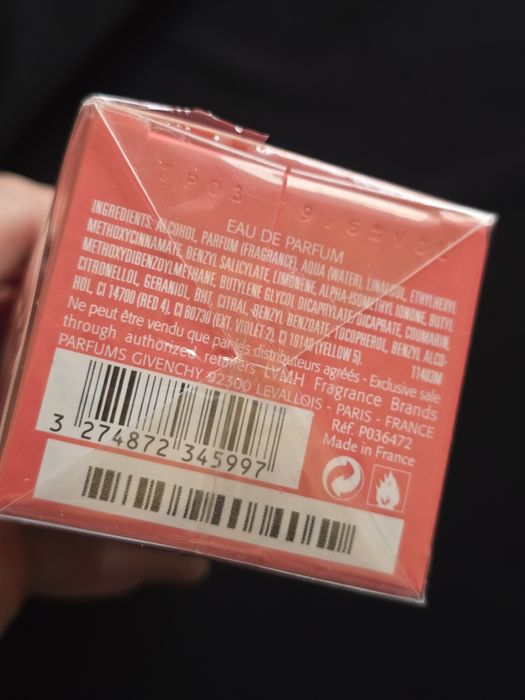 EAU DE PARFUM
INGREDIENTS: ALCOHOL, PARFUM (FRAGRANCE), AQUA (WATER), LINALOOL, ETHYLHEXYL
METHOXYCINNAMATE, BENZYL SALICYLATE, LIMONENE, ALPHA-ISOMETHYL IONONE, BUTYL
METHOXYDIBENZOYLMETHANE, BUTYLENE GLYCOL DICAPRYLATE/DICAPRATE, COUMARIN,
CITRONELLOL, GERANIOL, BHT, CITRAL, BENZYL BENZOATE, TOCOPHEROL, BENZYL ALCO-
HOL, CI 14700 (RED 4), CI 60730 (EXT. VIOLET 2), CI 19140 (YELLOW 5).
11403M
Ne peut être vendu que par les distributeurs agréés - Exclusive sale
through authorized retailers LVMH Fragrance Brands
PARFUMS GIVENCHY 92300 LEVALLOIS - PARIS - FRANCE
Réf P036472
Made in France
3 274872 345997